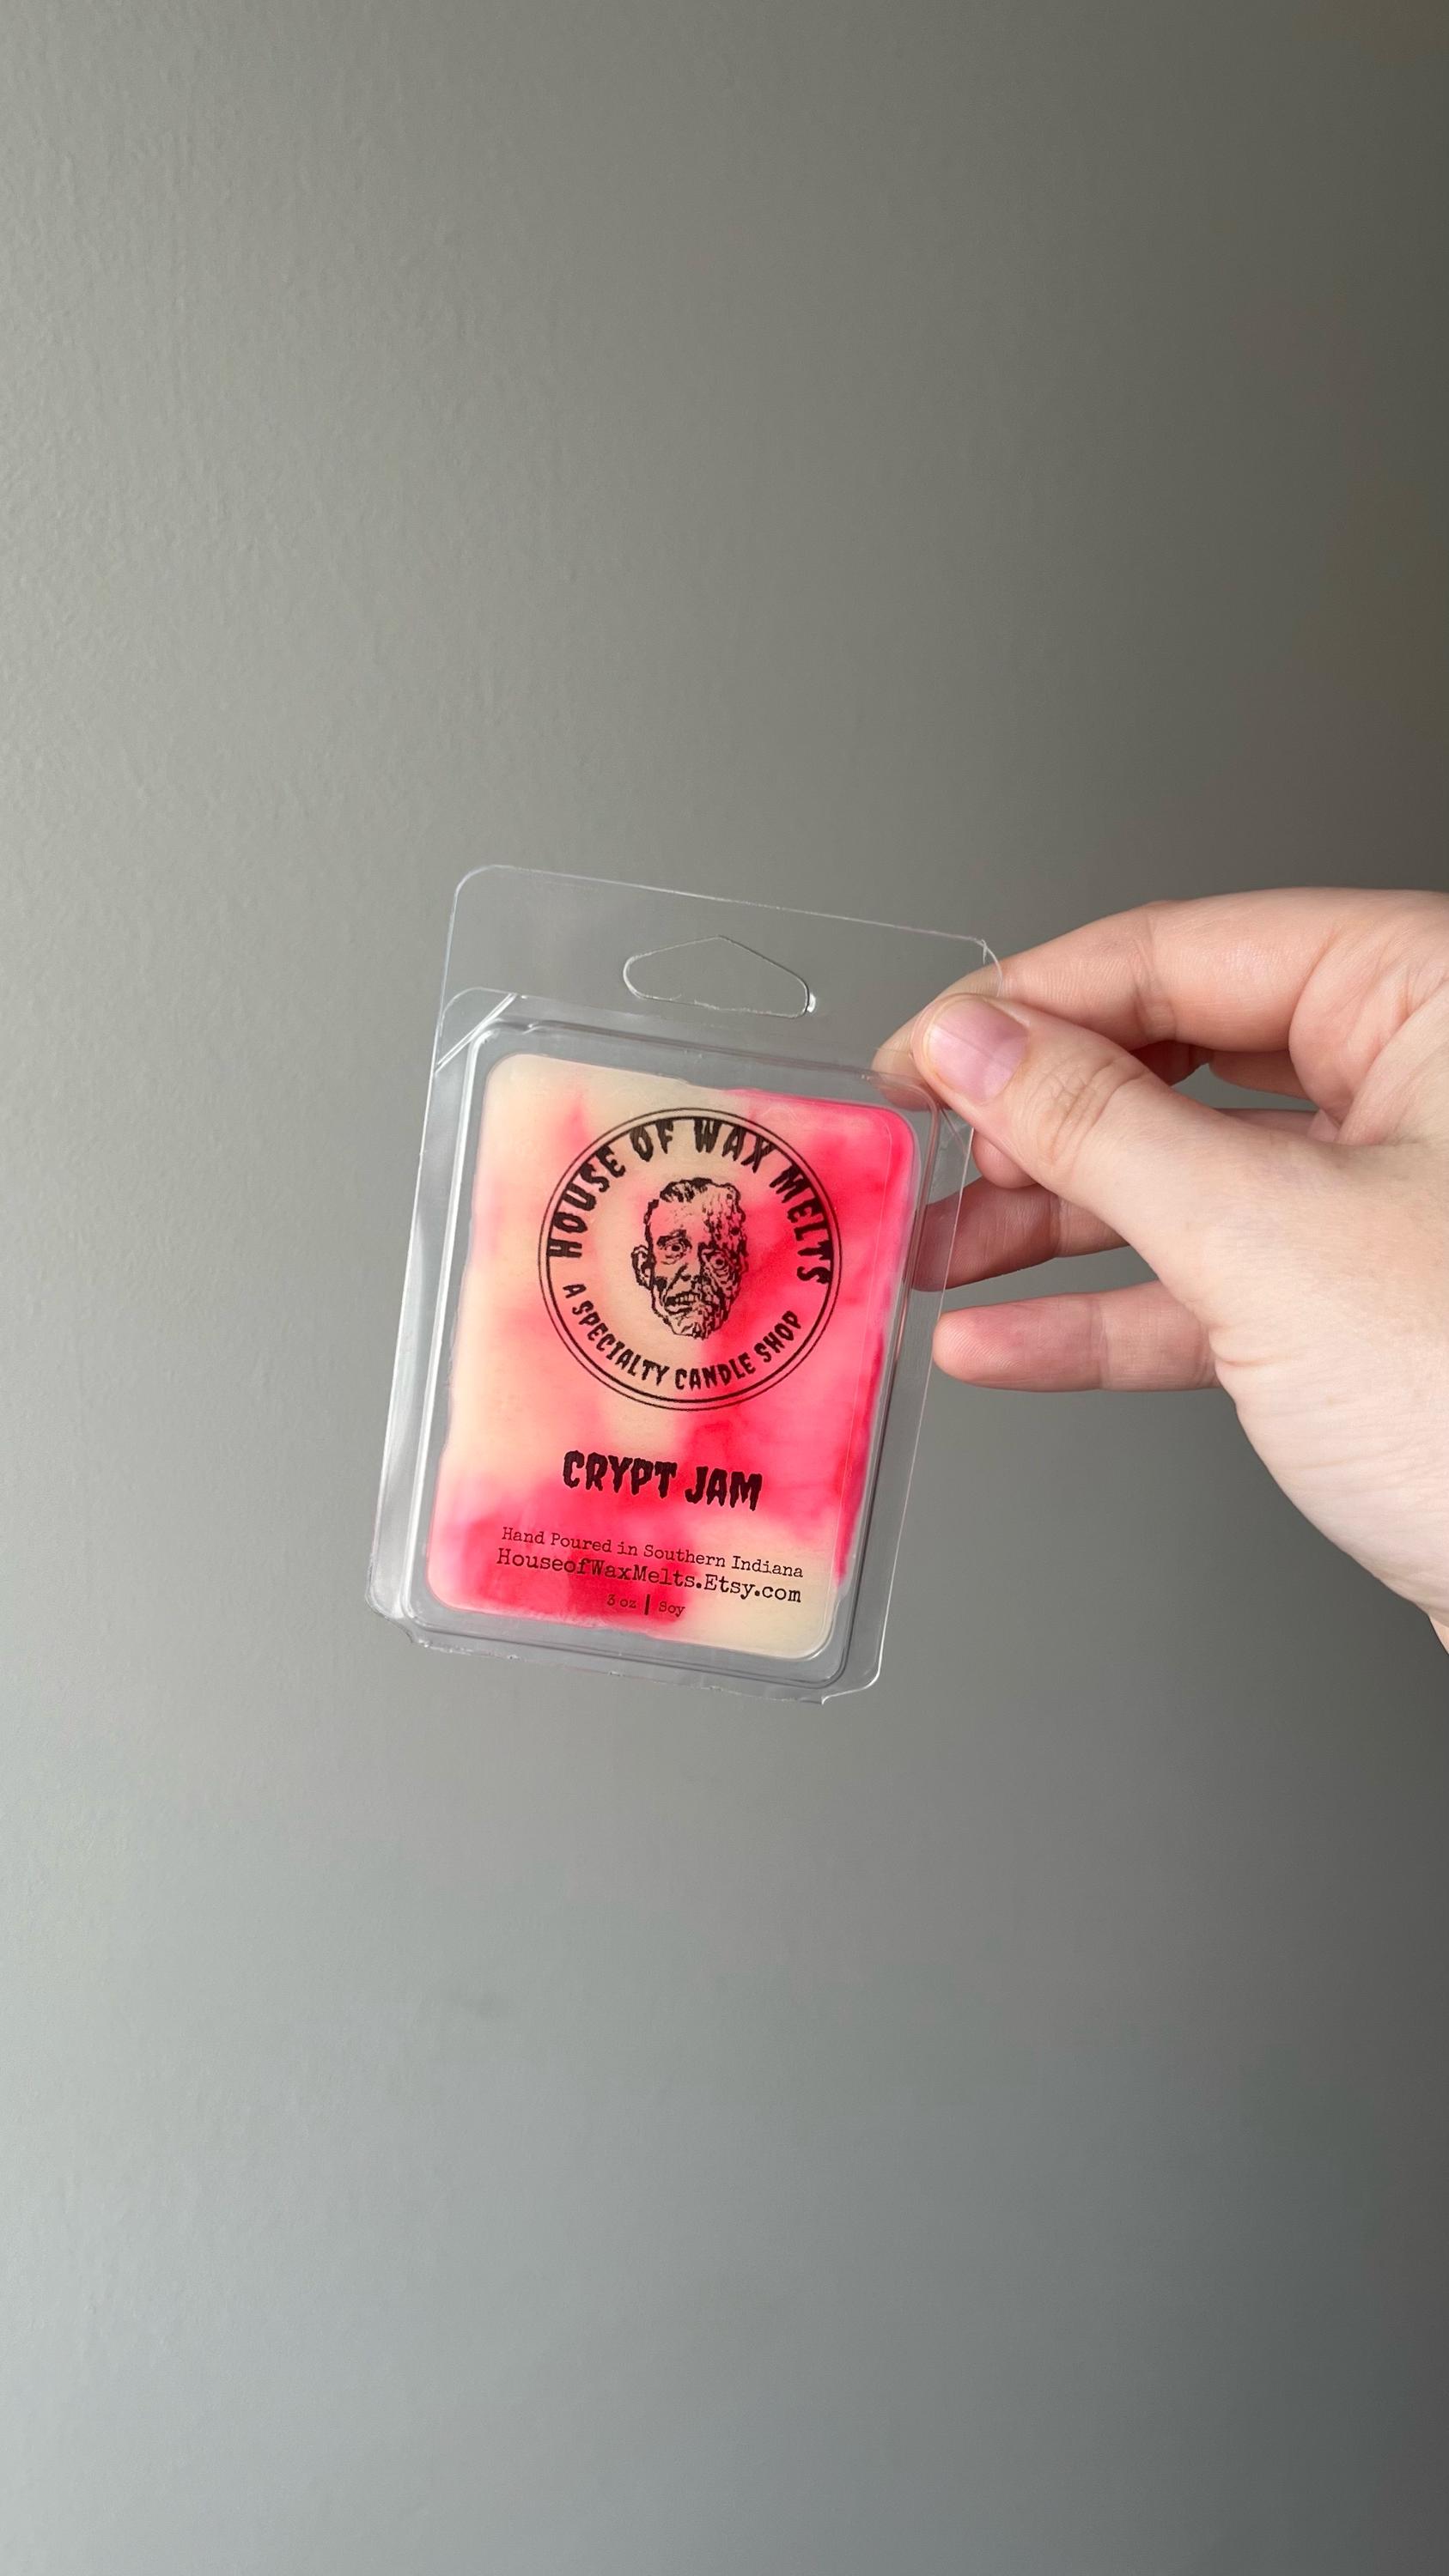 HOUSE OF WAX MELTS
A SPECIALTY CANDLE SHOP
CRYPT JAM
Hand Poured in Southern Indiana
HouseofWaxMelts.Etsy.com
3 oz | Soy